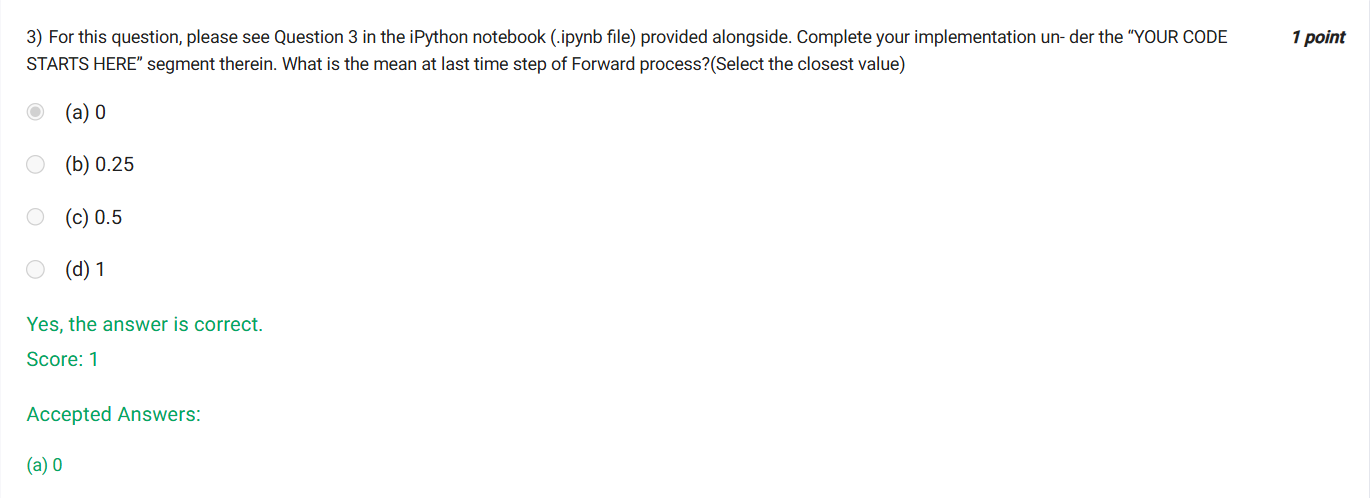 3) For this question, please see Question 3 in the iPython notebook (.ipynb file) provided alongside. Complete your implementation un- der the “YOUR CODE 1 point
STARTS HERE” segment therein. What is the mean at last time step of Forward process?(Select the closest value)
(a) 0
(b) 0.25
(c) 0.5
(d) 1
Yes, the answer is correct.
Score: 1
Accepted Answers:
(a) 0